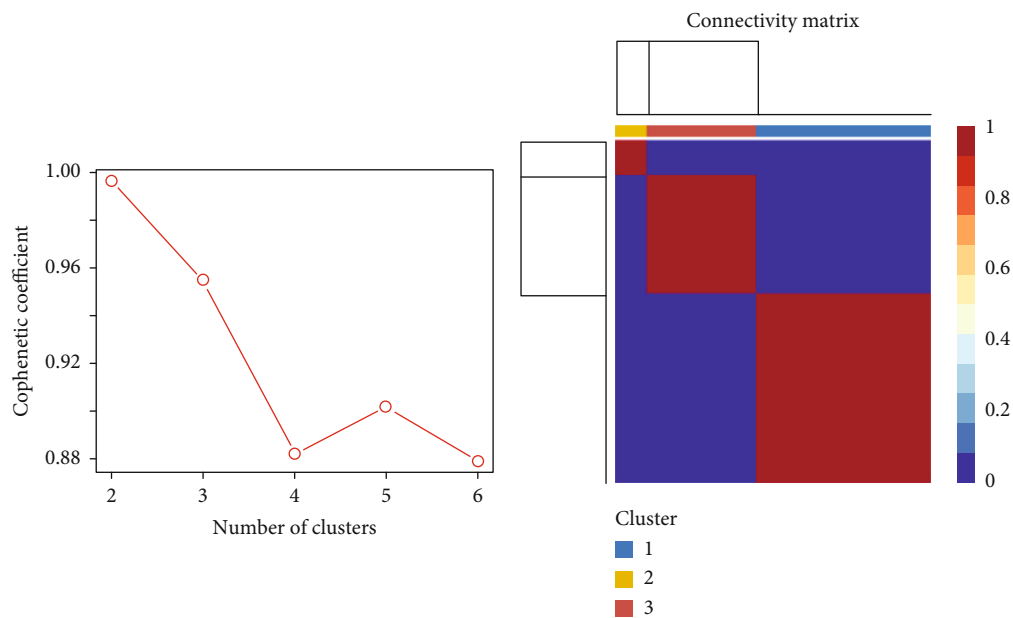 Connectivity matrix
1.00
0.96
0.92
0.88
Cophenetic coefficient
2 3 4 5 6
Number of clusters
1
0.8
0.6
0.4
0.2
0
Cluster
1
2
3